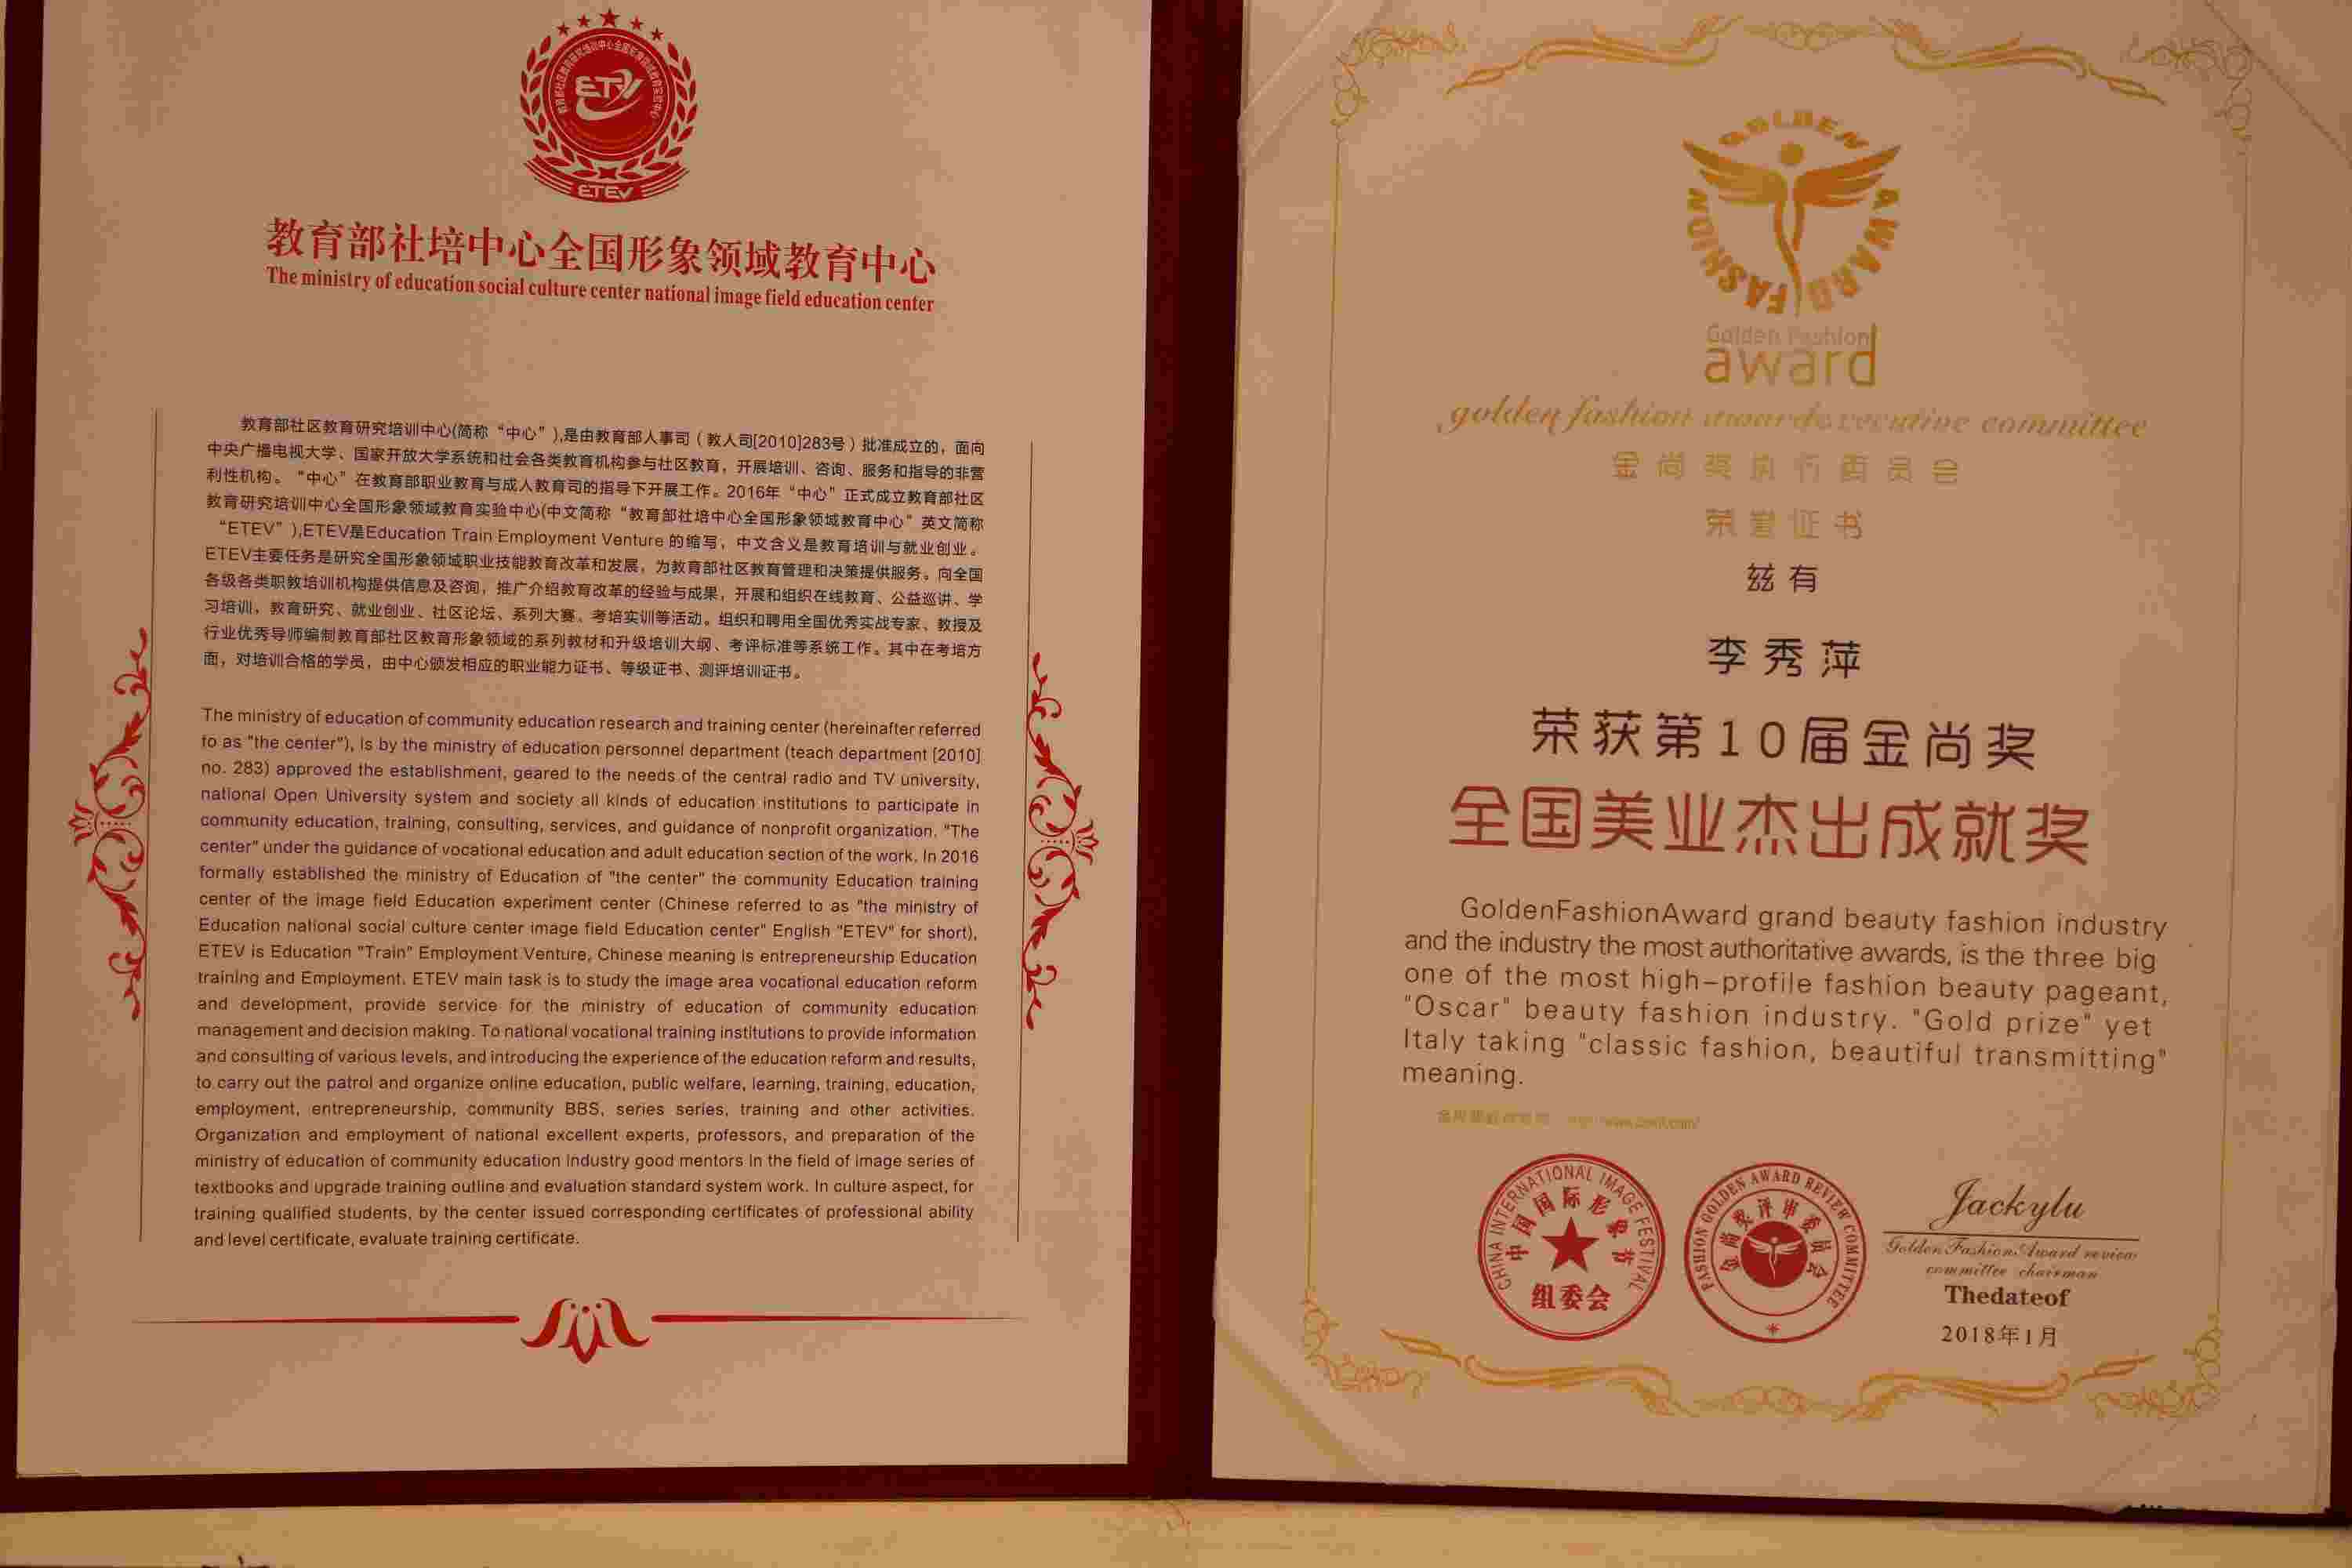 ETEV
教育部社培中心全国形象领域教育中心
The ministry of education social culture center national image field education center
教育部社区教育研究培训中心(简称“中心”),是由教育部人事司（教人司[2010]283号）批准成立的，面向
中央广播电视大学、国家开放大学系统和社会各类教育机构参与社区教育，开展培训、咨询、服务和指导的非营
利性机构。“中心”在教育部职业教育与成人教育司的指导下开展工作。2016年“中心”正式成立教育部社区
教育研究培训中心全国形象领域教育实验中心(中文简称“教育部社培中心全国形象领域教育中心”英文简称
“ETEV”),ETEV是Education Train Employment Venture 的缩写，中文含义是教育培训与就业创业。
ETEV主要任务是研究全国形象领域职业技能教育改革和发展，为教育部社区教育管理和决策提供服务。向全国
各级各类职教培训机构提供信息及咨询，推广介绍教育改革的经验与成果，开展和组织在线教育、公益巡讲、学
习培训，教育研究、就业创业、社区论坛、系列大赛、考培实训等活动。组织和聘用全国优秀实战专家、教授及
行业优秀导师编制教育部社区教育形象领域的系列教材和升级培训大纲、考评标准等系统工作。其中在考培方
面，对培训合格的学员，由中心颁发相应的职业能力证书、等级证书、测评培训证书。
The ministry of education of community education research and training center (hereinafter referred
to as "the center"), is by the ministry of education personnel department (teach department [2010]
no. 283) approved the establishment, geared to the needs of the central radio and TV university,
national Open University system and society all kinds of education institutions to participate in
community education, training, consulting, services, and guidance of nonprofit organization. "The
center" under the guidance of vocational education and adult education section of the work. In 2016
formally established the ministry of Education of "the center" the community Education training
center of the image field Education experiment center (Chinese referred to as "the ministry of
Education national social culture center image field Education center" English "ETEV" for short),
ETEV is Education "Train" Employment Venture, Chinese meaning is entrepreneurship Education
training and Employment. ETEV main task is to study the image area vocational education reform
and development, provide service for the ministry of education of community education
management and decision making. To national vocational training institutions to provide information
and consulting of various levels, and introducing the experience of the education reform and results,
to carry out the patrol and organize online education, public welfare, learning, training, education,
employment, entrepreneurship, community BBS, series series, training and other activities.
Organization and employment of national excellent experts, professors, and preparation of the
ministry of education of community education industry good mentors in the field of image series of
textbooks and upgrade training outline and evaluation standard system work. In culture aspect, for
training qualified students, by the center issued corresponding certificates of professional ability
and level certificate, evaluate training certificate.
GOLDEN FASHION AWARD
Golden Fashion
award
golden fashion awards executive committee
金尚奖执行委员会
荣誉证书
兹有
李秀萍
荣获第10届金尚奖
全国美业杰出成就奖
GoldenFashionAward grand beauty fashion industry
and the industry the most authoritative awards, is the three big
one of the most high-profile fashion beauty pageant,
"Oscar" beauty fashion industry. "Gold prize" yet
Italy taking "classic fashion, beautiful transmitting"
meaning.
CHINA INTERNATIONAL IMAGE FESTIVAL
中国国际形象节
组委会
FASHION GOLDEN AWARD REVIEW COMMITTEE
金尚奖评审委员会
Jackylu
Golden Fashion Award review
committee chairman
Thedateof
2018年1月